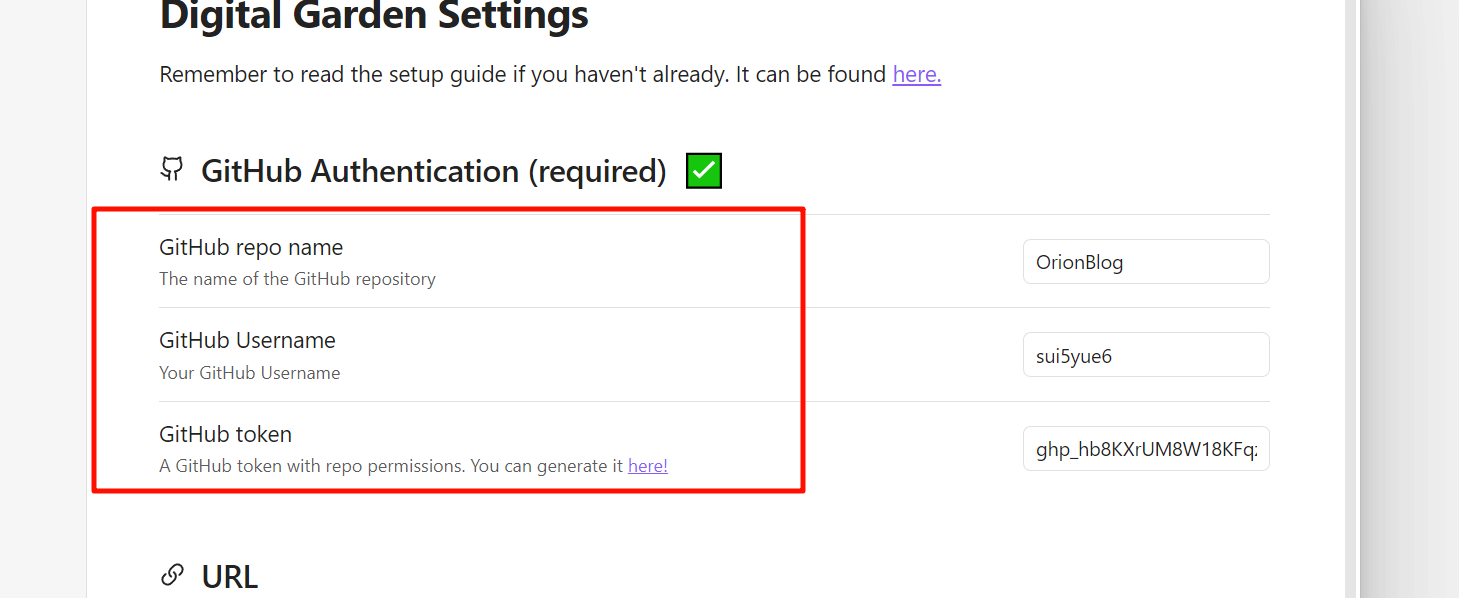 Digital Garden Settings
Remember to read the setup guide if you haven't already. It can be found here.
GitHub Authentication (required)
GitHub repo name
The name of the GitHub repository
OrionBlog
GitHub Username
Your GitHub Username
sui5yue6
GitHub token
A GitHub token with repo permissions. You can generate it here!
ghp_hb8KXrUM8W18KFq
URL